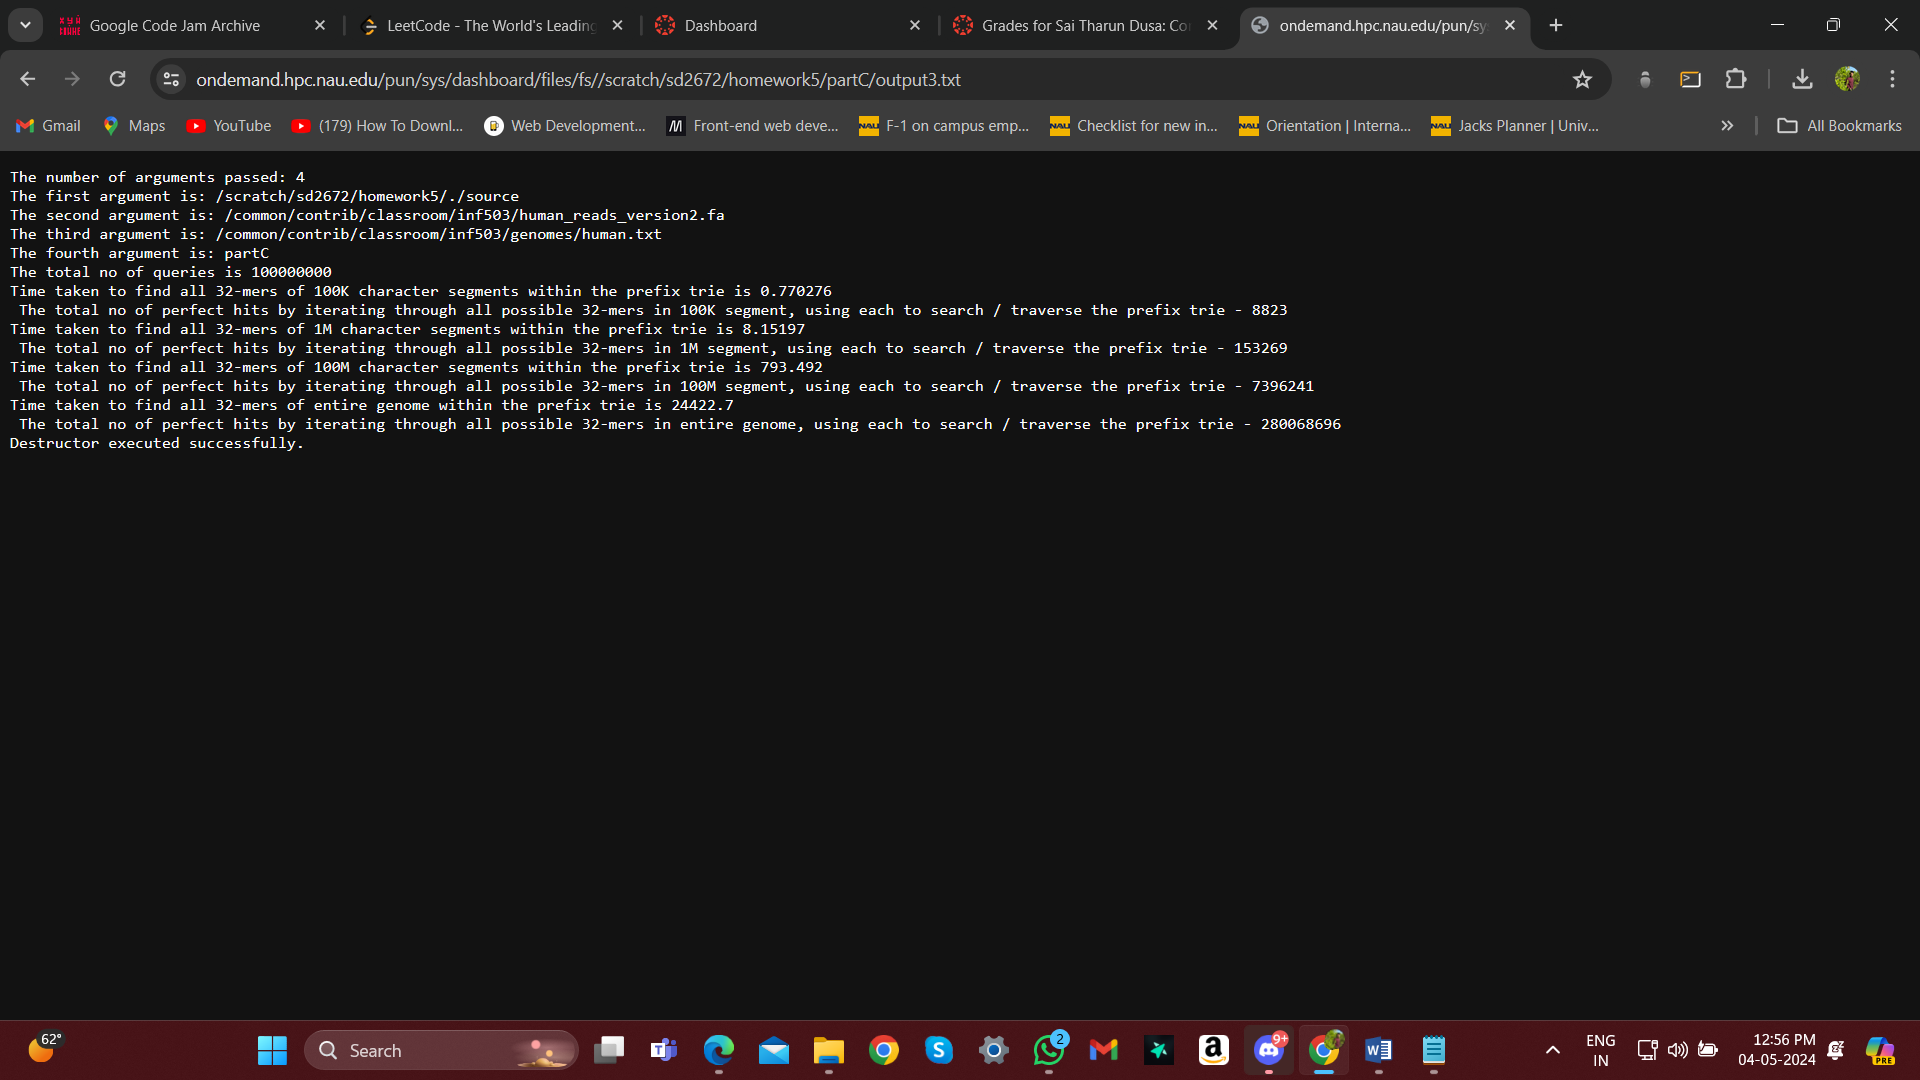 Google Code Jam Archive
LeetCode - The World's Leading
Dashboard
Grades for Sai Tharun Dusa: Co
ondemand.hpc.nau.edu/pun/sy
ondemand.hpc.nau.edu/pun/sys/dashboard/files/fs//scratch/sd2672/homework5/partC/output3.txt
Gmail
Maps
YouTube
(179) How To Downl...
Web Development...
Front-end web deve...
F-1 on campus emp...
Checklist for new in...
Orientation | Interna...
Jacks Planner | Univ...
All Bookmarks
The number of arguments passed: 4
The first argument is: /scratch/sd2672/homework5/./source
The second argument is: /common/contrib/classroom/inf503/human_reads_version2.fa
The third argument is: /common/contrib/classroom/inf503/genomes/human.txt
The fourth argument is: partC
The total no of queries is 100000000
Time taken to find all 32-mers of 100K character segments within the prefix trie is 0.770276
The total no of perfect hits by iterating through all possible 32-mers in 100K segment, using each to search / traverse the prefix trie - 8823
Time taken to find all 32-mers of 1M character segments within the prefix trie is 8.15197
The total no of perfect hits by iterating through all possible 32-mers in 1M segment, using each to search / traverse the prefix trie - 153269
Time taken to find all 32-mers of 100M character segments within the prefix trie is 793.492
The total no of perfect hits by iterating through all possible 32-mers in 100M segment, using each to search / traverse the prefix trie - 7396241
Time taken to find all 32-mers of entire genome within the prefix trie is 24422.7
The total no of perfect hits by iterating through all possible 32-mers in entire genome, using each to search / traverse the prefix trie - 280068696
Destructor executed successfully.
62°
Search
2
9+
ENG
IN
12:56 PM
04-05-2024
PRE